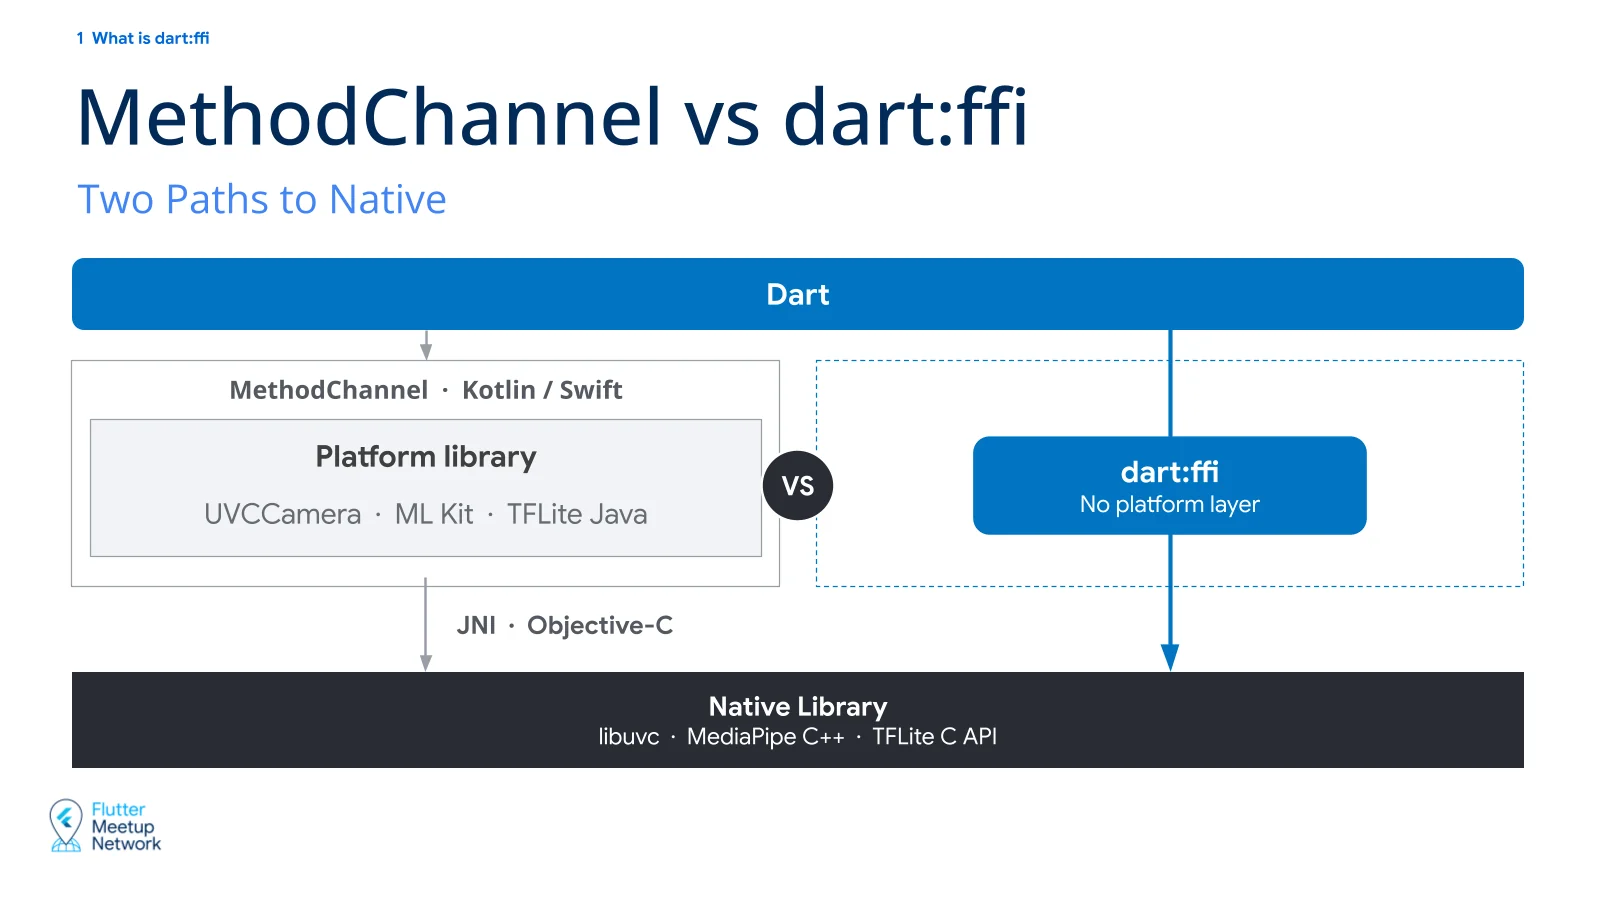 1 What is dart:ffi
MethodChannel vs dart:ffi
Two Paths to Native
Dart
MethodChannel · Kotlin / Swift
Platform library
UVCCamera · ML Kit · TFLite Java
VS
dart:ffi
No platform layer
JNI · Objective-C
Native Library
libuvc · MediaPipe C++ · TFLite C API
Flutter
Meetup
Network